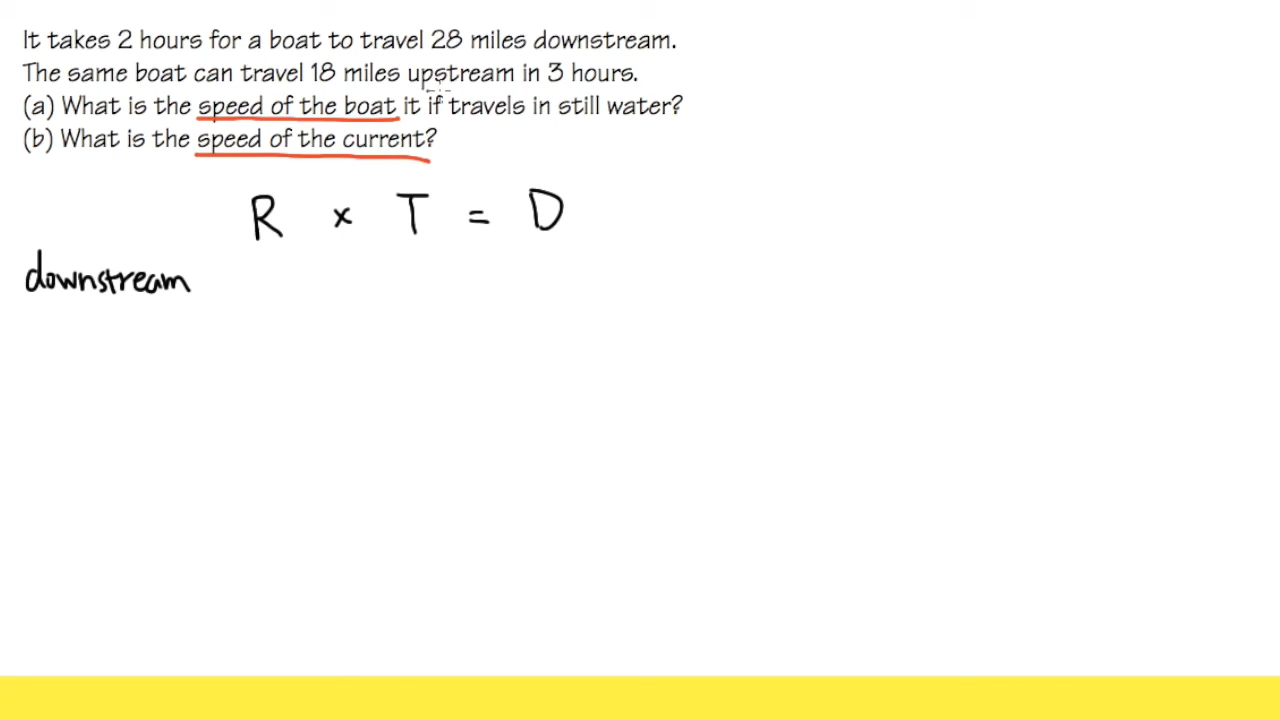 It takes 2 hours for a boat to travel 28 miles downstream.
The same boat can travel 18 miles upstream in 3 hours.
(a) What is the speed of the boat it if travels in still water?
(b) What is the speed of the current?
R × T = D
downstream